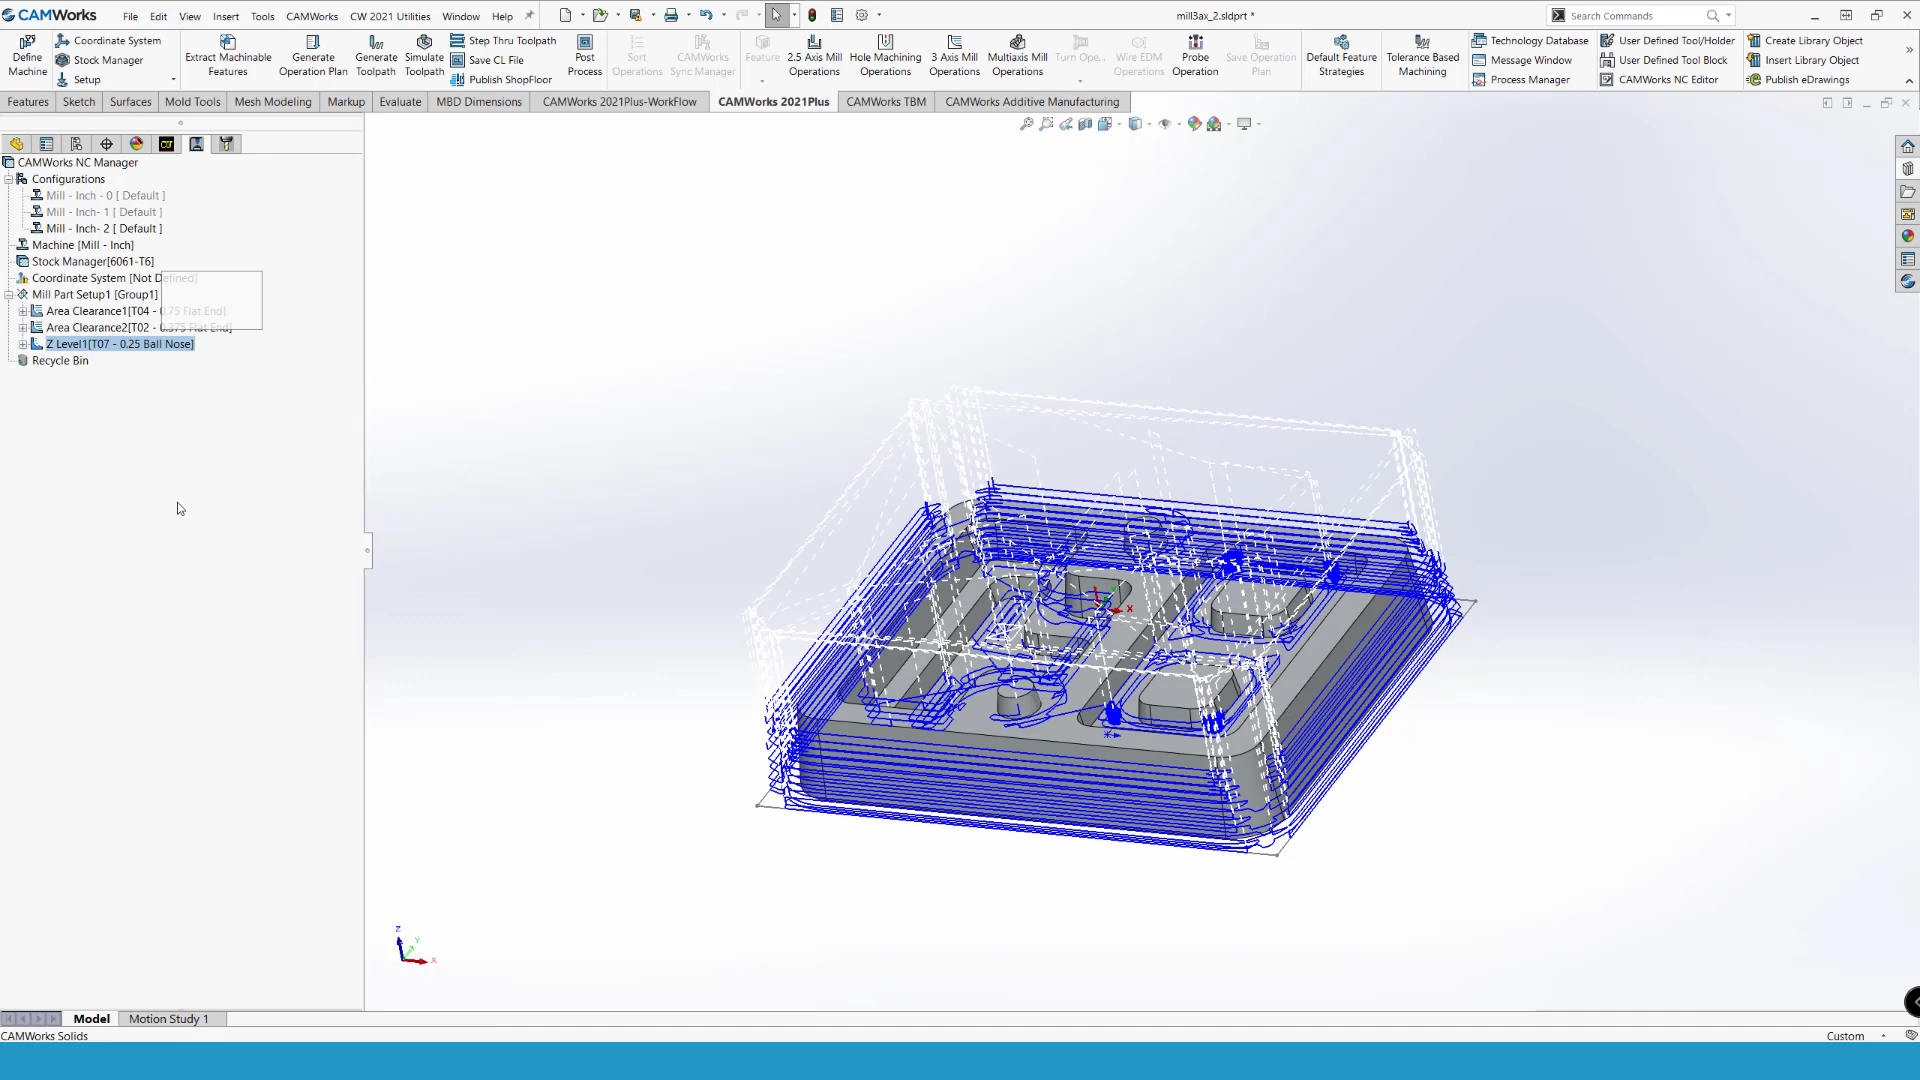 CAMWORKS File Edit View Insert Tools CAMWorks CW 2021 Utilities Window Help mill3ax_2.sldprt * Search Commands
Define Machine
Coordinate System
Stock Manager
Setup
Extract Machinable Features
Generate Operation Plan
Generate Toolpath
Simulate Toolpath
Step Thru Toolpath
Save CL File
Publish ShopFloor
Post Process
Sort Operations
CAMWorks Sync Manager
Feature
2.5 Axis Mill Operations
Hole Machining Operations
3 Axis Mill Operations
Multiaxis Mill Operations
Turn Ope...
Wire EDM Operations
Probe Operation
Save Operation Plan
Default Feature Strategies
Tolerance Based Machining
Technology Database
Message Window
Process Manager
User Defined Tool/Holder
User Defined Tool Block
CAMWorks NC Editor
Create Library Object
Insert Library Object
Publish eDrawings
Features Sketch Surfaces Mold Tools Mesh Modeling Markup Evaluate MBD Dimensions CAMWorks 2021Plus-WorkFlow CAMWorks 2021Plus CAMWorks TBM CAMWorks Additive Manufacturing
CAMWorks NC Manager
Configurations
Mill - Inch - 0 [ Default ]
Mill - Inch- 1 [ Default ]
Mill - Inch- 2 [ Default ]
Machine [Mill - Inch]
Stock Manager[6061-T6]
Coordinate System [Not Defined]
Mill Part Setup1 [Group1]
Area Clearance1[T04 - 0.75 Flat End]
Area Clearance2[T02 - 0.375 Flat End]
Z Level1[T07 - 0.25 Ball Nose]
Recycle Bin
X
Z
Y
X
Model Motion Study 1
CAMWorks Solids Custom